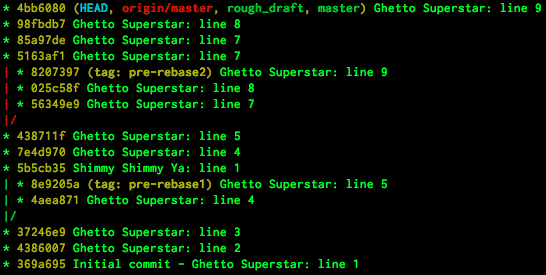 * 4bb6080 (HEAD, origin/master, rough_draft, master) Ghetto Superstar: line 9
* 98fbdb7 Ghetto Superstar: line 8
* 85a97de Ghetto Superstar: line 7
* 5163af1 Ghetto Superstar: line 7
| * 8207397 (tag: pre-rebase2) Ghetto Superstar: line 9
| * 025c58f Ghetto Superstar: line 8
| * 56349e9 Ghetto Superstar: line 7
|/
* 438711f Ghetto Superstar: line 5
* 7e4d970 Ghetto Superstar: line 4
* 5b5cb35 Shimmy Shimmy Ya: line 1
| * 8e9205a (tag: pre-rebase1) Ghetto Superstar: line 5
| * 4aea871 Ghetto Superstar: line 4
|/
* 37246e9 Ghetto Superstar: line 3
* 4386007 Ghetto Superstar: line 2
* 369a695 Initial commit - Ghetto Superstar: line 1